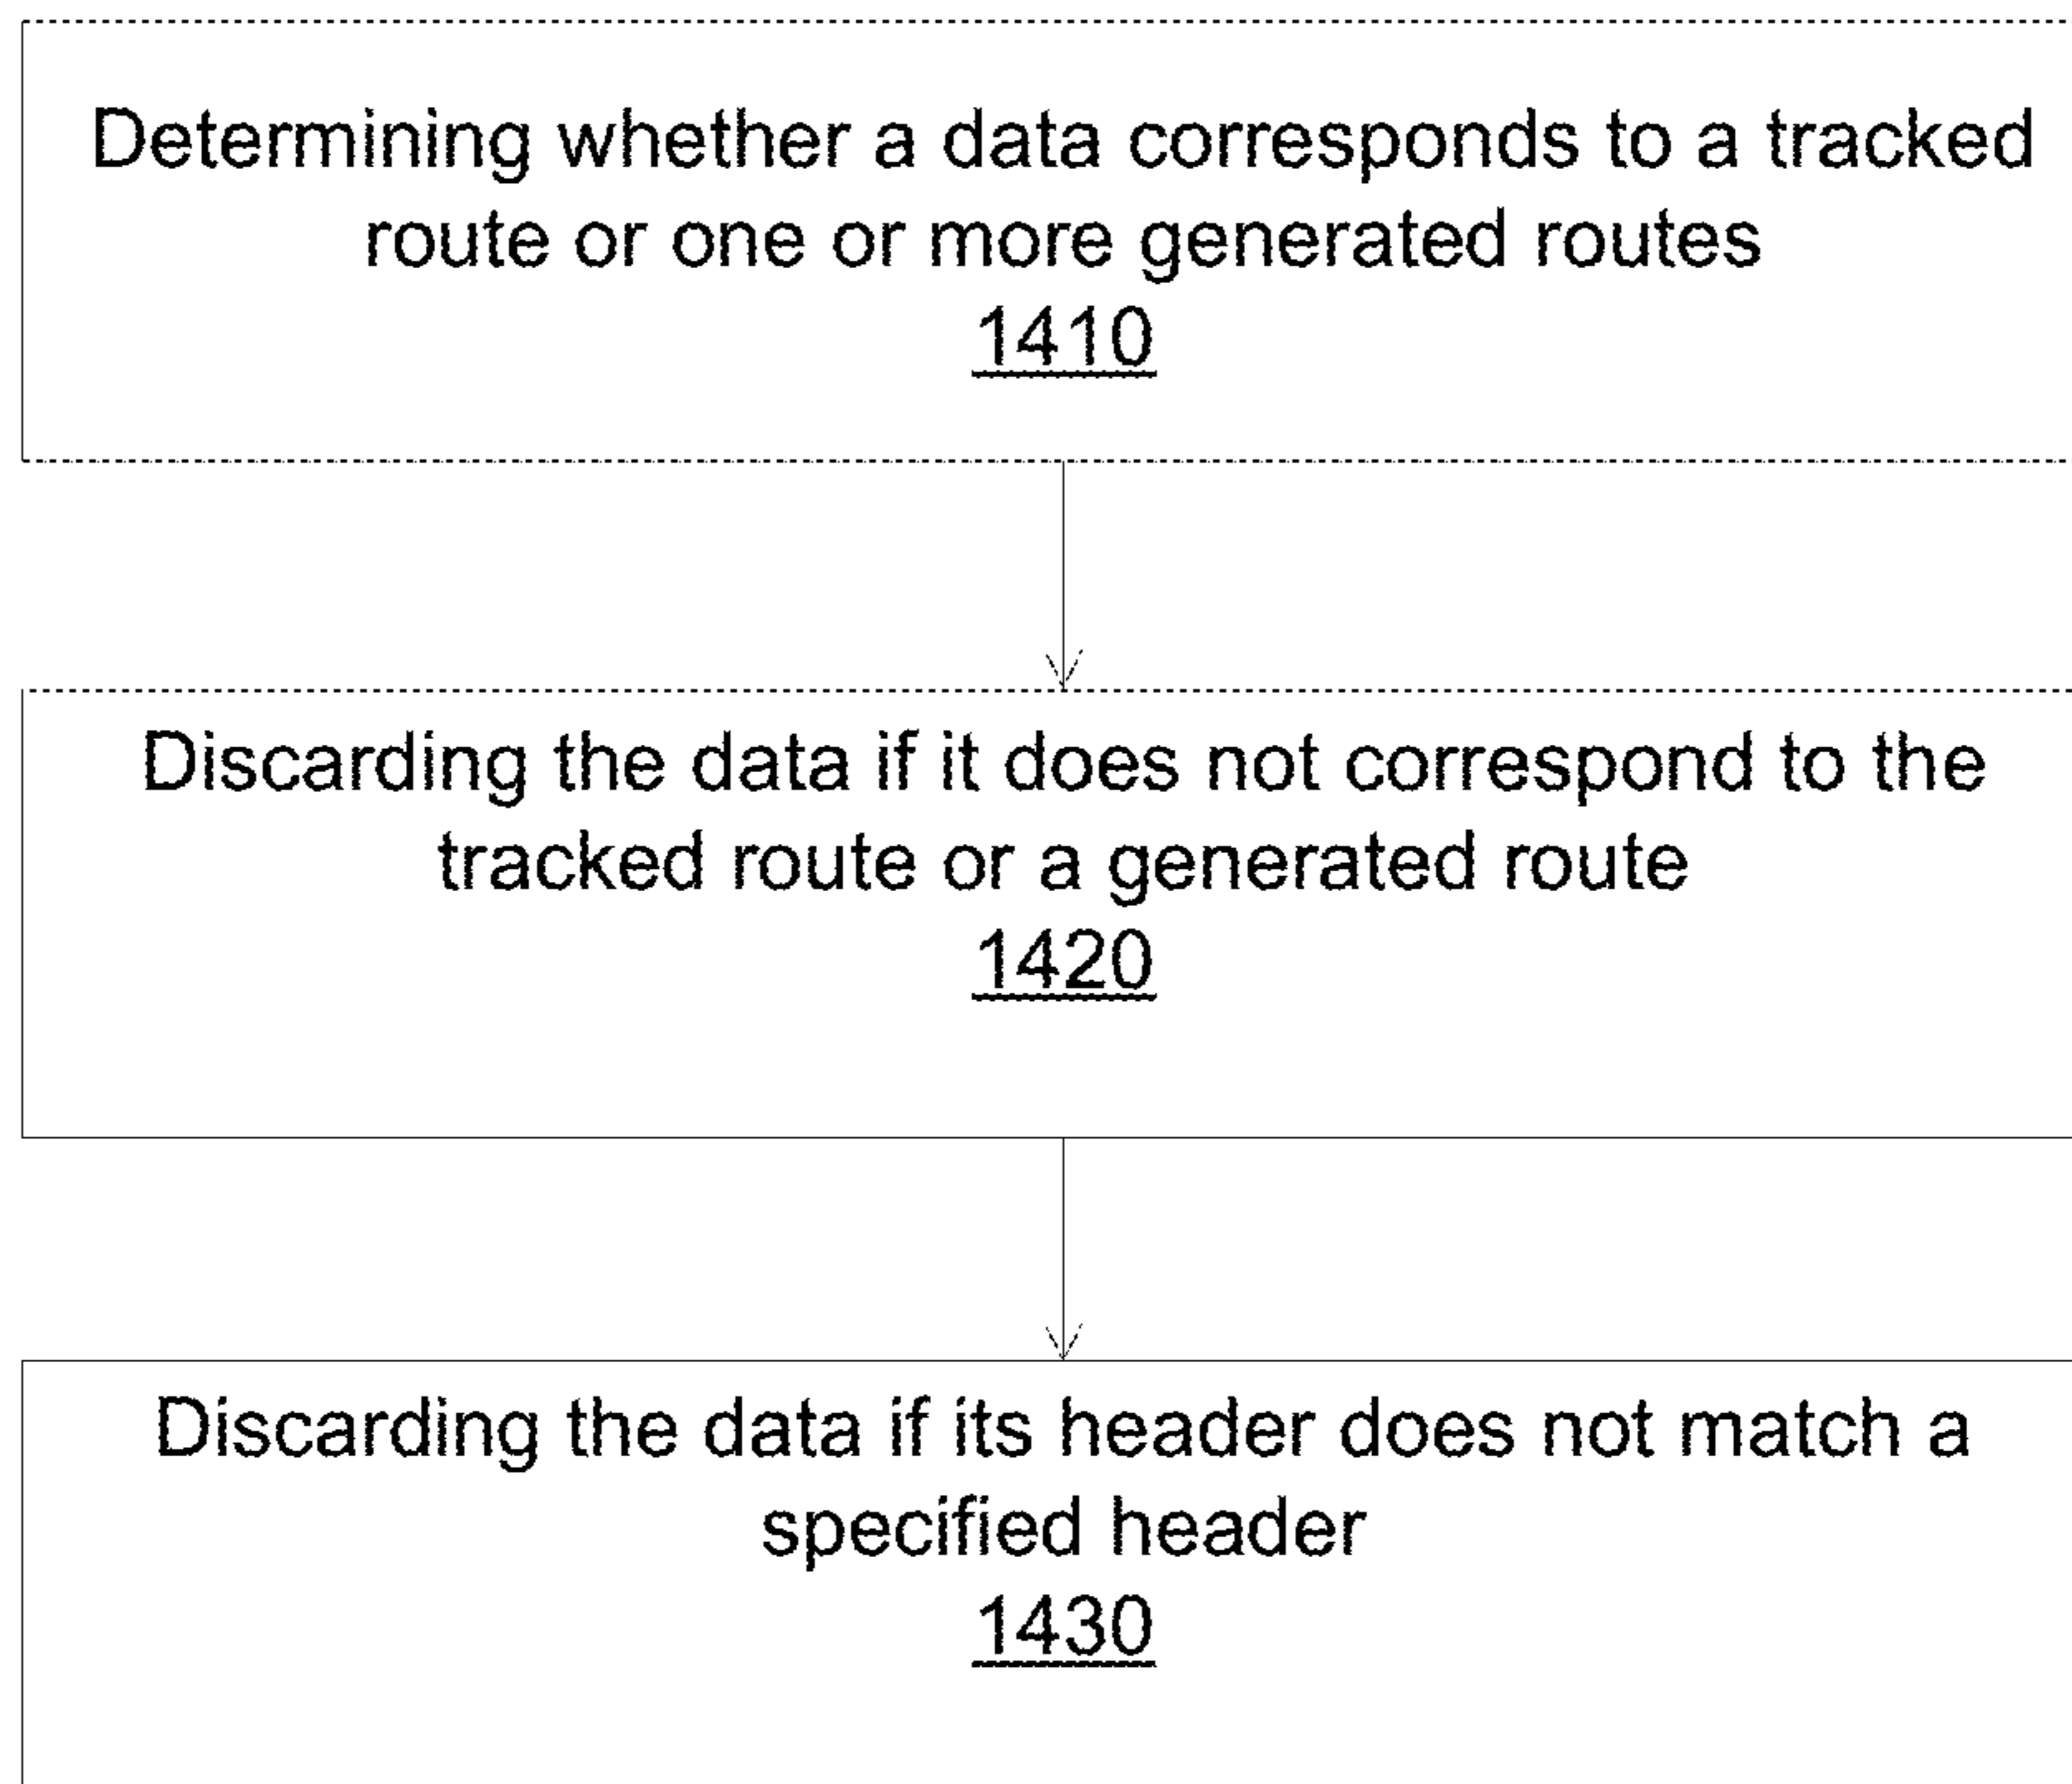 Determining whether a data corresponds to a tracked
route or one or more generated routes
1410
Discarding the data if it does not correspond to the
tracked route or a generated route
1420
Discarding the data if its header does not match a
specified header
1430